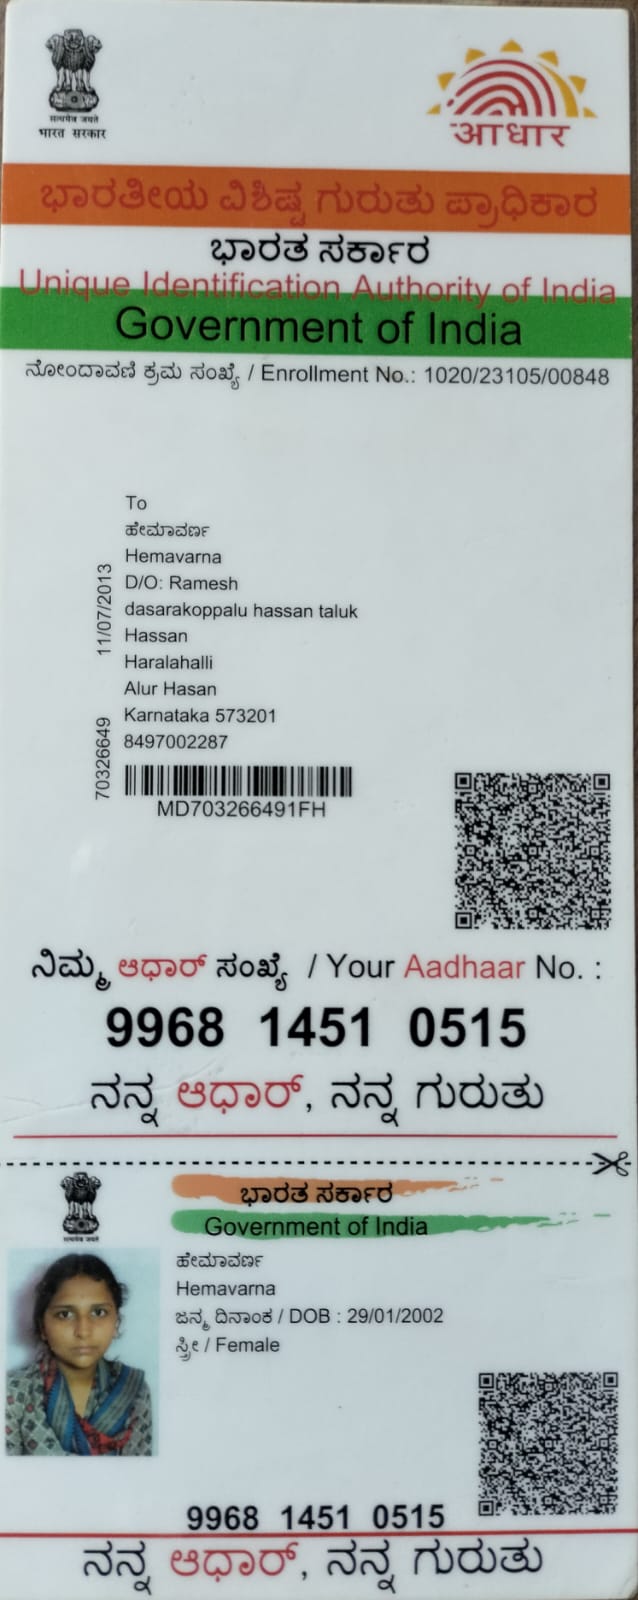 सत्यमेव जयते
भारत सरकार
आधार
ಭಾರತೀಯ ವಿಶಿಷ್ಟ ಗುರುತು ಪ್ರಾಧಿಕಾರ
ಭಾರತ ಸರ್ಕಾರ
Unique Identification Authority of India
Government of India
ನೋಂದಾವಣಿ ಕ್ರಮ ಸಂಖ್ಯೆ / Enrollment No.: 1020/23105/00848
To
ಹೇಮಾವರ್ಣ
Hemavarna
D/O: Ramesh
dasarakoppalu hassan taluk
Hassan
Haralahalli
Alur Hasan
Karnataka 573201
8497002287
11/07/2013
70326649
MD703266491FH
ನಿಮ್ಮ ಆಧಾರ್ ಸಂಖ್ಯೆ / Your Aadhaar No. :
9968 1451 0515
ನನ್ನ ಆಧಾರ್, ನನ್ನ ಗುರುತು
ಭಾರತ ಸರ್ಕಾರ
Government of India
सत्यमेव जयते
ಹೇಮಾವರ್ಣ
Hemavarna
ಜನ್ಮ ದಿನಾಂಕ / DOB : 29/01/2002
ಸ್ತ್ರೀ / Female
9968 1451 0515
ನನ್ನ ಆಧಾರ್, ನನ್ನ ಗುರುತು